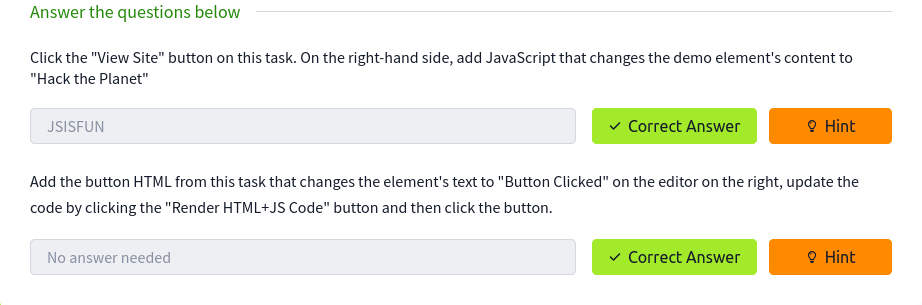 Answer the questions below
Click the "View Site" button on this task. On the right-hand side, add JavaScript that changes the demo element's content to
"Hack the Planet"
JSISFUN
Correct Answer
Hint
Add the button HTML from this task that changes the element's text to "Button Clicked" on the editor on the right, update the
code by clicking the "Render HTML+JS Code" button and then click the button.
No answer needed
Correct Answer
Hint